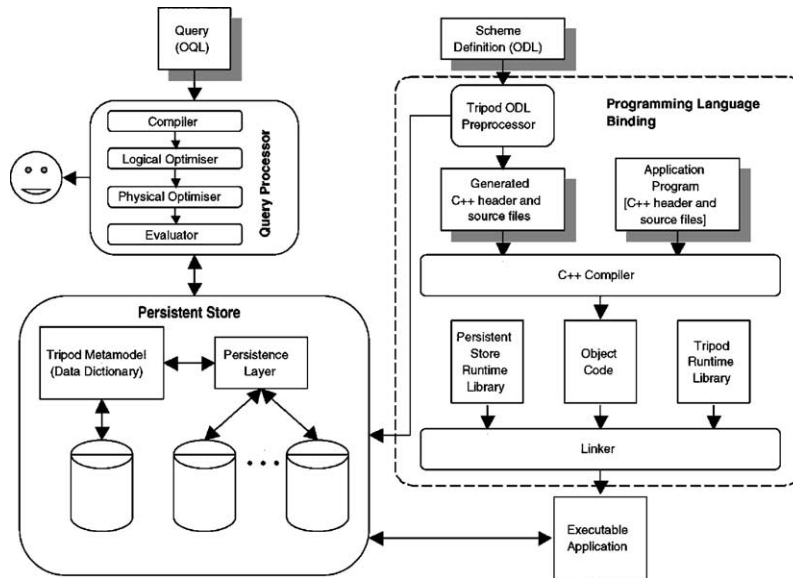 Query
(OQL)
Scheme
Definition (ODL)
Compiler
Logical Optimiser
Physical Optimiser
Evaluator
Query Processor
Tripod ODL
Preprocessor
Programming Language
Binding
Generated
C++ header and
source files
Application
Program
[C++ header and
source files]
C++ Compiler
Persistent Store
Tripod Metamodel
(Data Dictionary)
Persistence
Layer
Persistent
Store
Runtime
Library
Object
Code
Tripod
Runtime
Library
Linker
Executable
Application